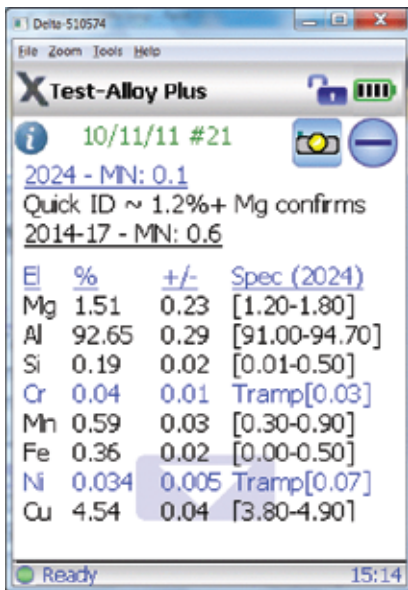 Delta-510574
File Zoom Tools Help
XTest-Alloy Plus
10/11/11 #21
2024 - MN: 0.1
Quick ID ~ 1.2%+ Mg confirms
2014-17 - MN: 0.6
El % +/- Spec (2024)
Mg 1.51 0.23 [1.20-1.80]
Al 92.65 0.29 [91.00-94.70]
Si 0.19 0.02 [0.01-0.50]
Cr 0.04 0.01 Tramp[0.03]
Mn 0.59 0.03 [0.30-0.90]
Fe 0.36 0.02 [0.00-0.50]
Ni 0.034 0.005 Tramp[0.07]
Cu 4.54 0.04 [3.80-4.90]
Ready 15:14